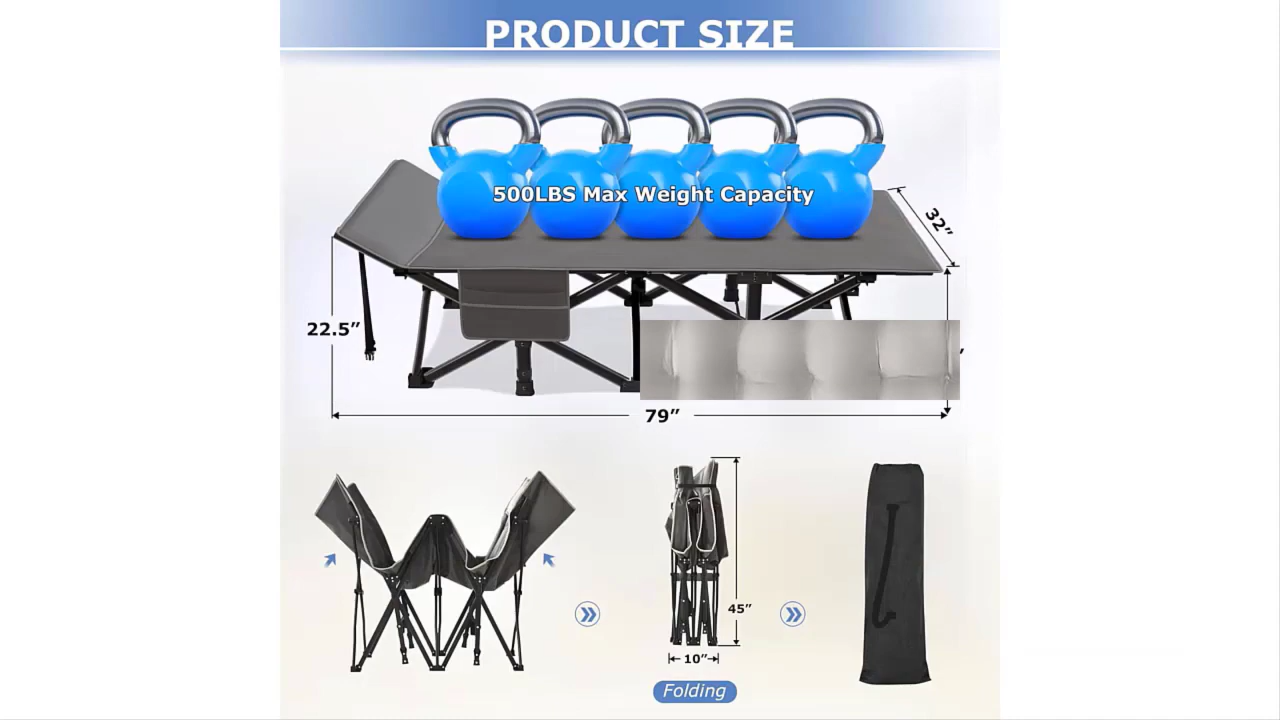 PRODUCT SIZE
500LBS Max Weight Capacity
32”
22.5”
79”
45”
10”
Folding